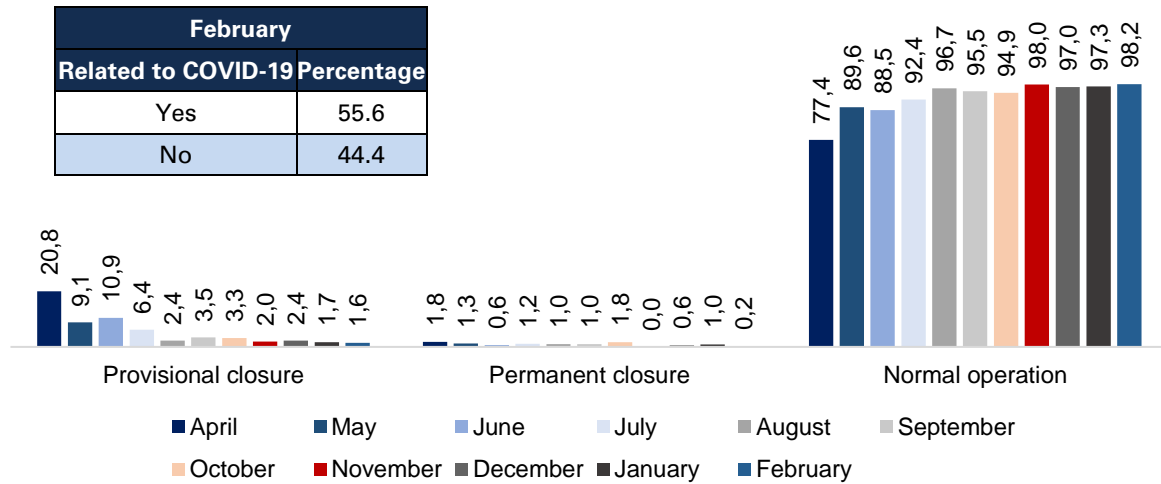 February
Related to COVID-19 Percentage
Yes 55.6
No 44.4
20,8 9,1 10,9 6,4 2,4 3,5 3,3 2,0 2,4 1,7 1,6
1,8 1,3 0,6 1,2 1,0 1,0 1,8 0,0 0,6 1,0 0,2
77,4 89,6 88,5 92,4 96,7 95,5 94,9 98,0 97,0 97,3 98,2
Provisional closure Permanent closure Normal operation
April May June July August September
October November December January February